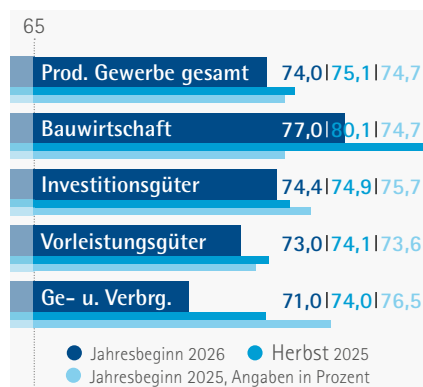 65
Prod. Gewerbe gesamt 74,0|75,1|74,7
Bauwirtschaft 77,0|80,1|74,7
Investitionsgüter 74,4|74,9|75,7
Vorleistungsgüter 73,0|74,1|73,6
Ge- u. Verbrg. 71,0|74,0|76,5
Jahresbeginn 2026 Herbst 2025
Jahresbeginn 2025, Angaben in Prozent